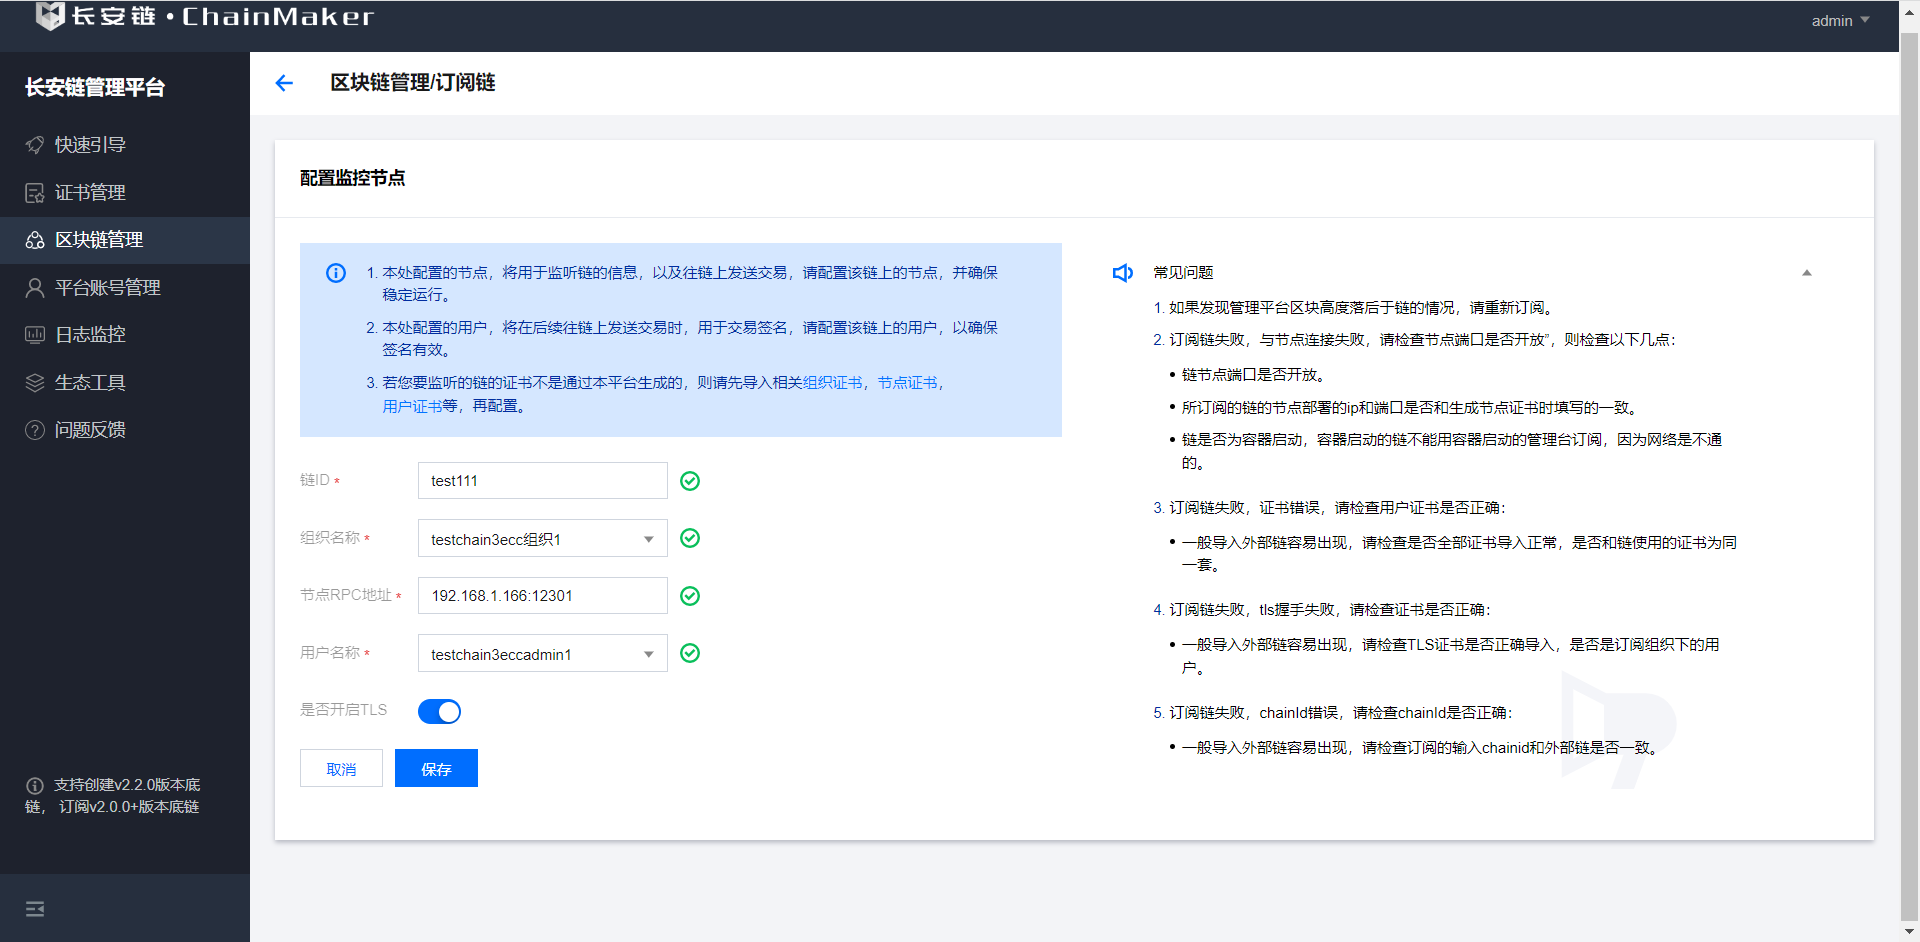 长安链·ChainMaker
admin
长安链管理平台
快速引导
证书管理
区块链管理
平台账号管理
日志监控
生态工具
问题反馈
支持创建v2.2.0版本底
链， 订阅v2.0.0+版本底链
区块链管理/订阅链
配置监控节点
1. 本处配置的节点，将用于监听链的信息，以及往链上发送交易，请配置该链上的节点，并确保
稳定运行。
2. 本处配置的用户，将在后续往链上发送交易时，用于交易签名，请配置该链上的用户，以确保
签名有效。
3. 若您要监听的链的证书不是通过本平台生成的，则请先导入相关组织证书，节点证书，
用户证书等，再配置。
链ID *
test111
组织名称 *
testchain3ecc组织1
节点RPC地址 *
192.168.1.166:12301
用户名称 *
testchain3eccadmin1
是否开启TLS
取消
保存
常见问题
1. 如果发现管理平台区块高度落后于链的情况，请重新订阅。
2. 订阅链失败，与节点连接失败，请检查节点端口是否开放”，则检查以下几点：
• 链节点端口是否开放。
• 所订阅的链的节点部署的ip和端口是否和生成节点证书时填写的一致。
• 链是否为容器启动，容器启动的链不能用容器启动的管理台订阅，因为网络是不通
的。
3. 订阅链失败，证书错误，请检查用户证书是否正确：
• 一般导入外部链容易出现，请检查是否全部证书导入正常，是否和链使用的证书为同
一套。
4. 订阅链失败，tls握手失败，请检查证书是否正确：
• 一般导入外部链容易出现，请检查TLS证书是否正确导入，是否是订阅组织下的用
户。
5. 订阅链失败，chainId错误，请检查chainId是否正确：
• 一般导入外部链容易出现，请检查订阅的输入chainid和外部链是否一致。